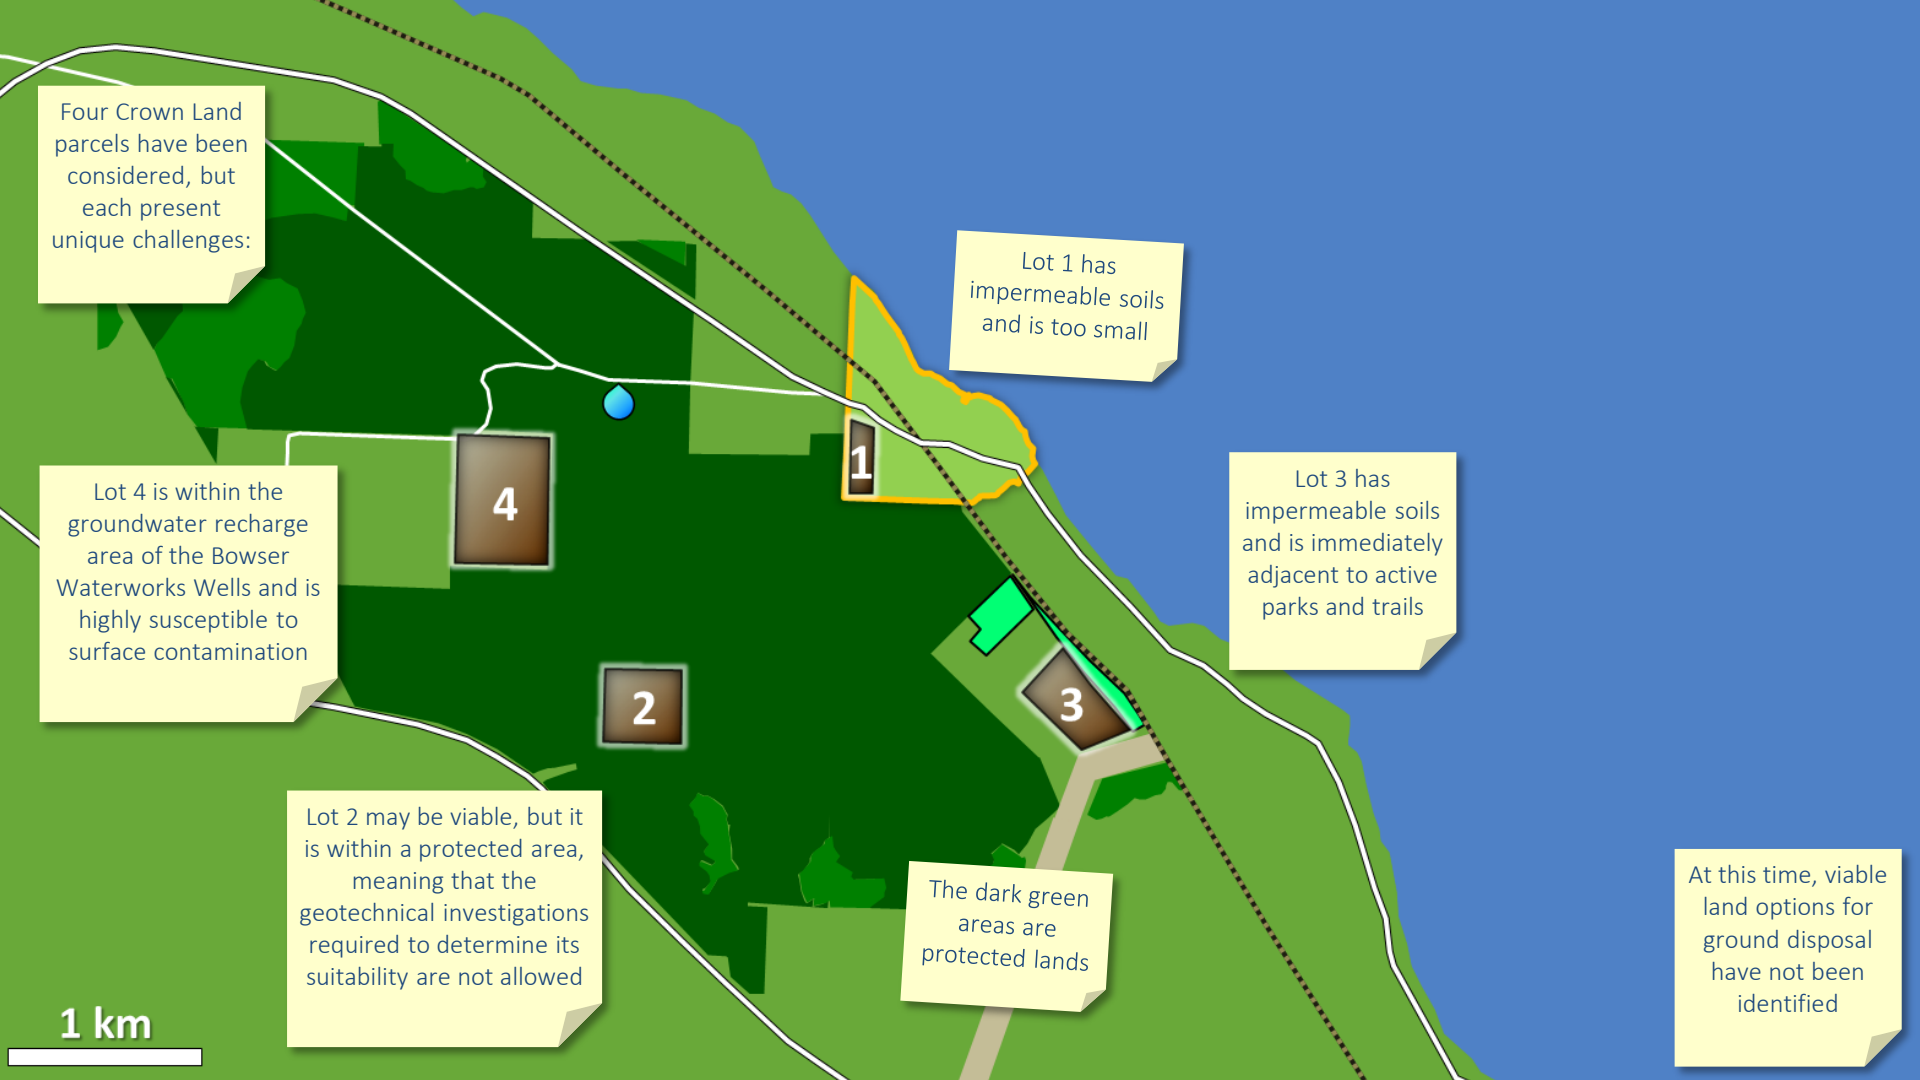 Four Crown Land
parcels have been
considered, but
each present
unique challenges:
Lot 1 has
impermeable soils
and is too small
1
Lot 4 is within the
groundwater recharge
area of the Bowser
Waterworks Wells and is
highly susceptible to
surface contamination
4
Lot 3 has
impermeable soils
and is immediately
adjacent to active
parks and trails
2
3
Lot 2 may be viable, but it
is within a protected area,
meaning that the
geotechnical investigations
required to determine its
suitability are not allowed
The dark green
areas are
protected lands
At this time, viable
land options for
ground disposal
have not been
identified
1 km